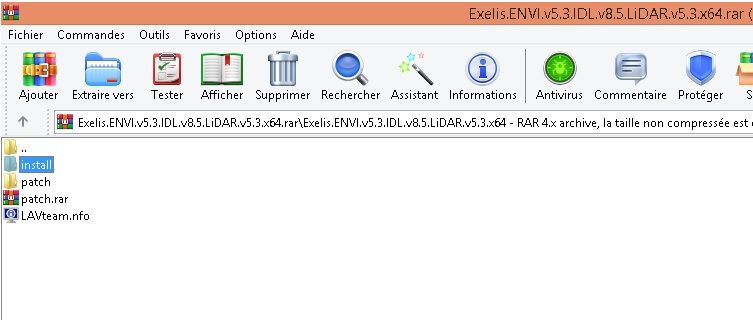 Exelis.ENVI.v5.3.IDL.v8.5.LiDAR.v5.3.x64.rar (
Fichier Commandes Outils Favoris Options Aide
Ajouter Extraire vers Tester Afficher Supprimer Rechercher Assistant Informations Antivirus Commentaire Protéger S
Exelis.ENVI.v5.3.IDL.v8.5.LiDAR.v5.3.x64.rar\Exelis.ENVI.v5.3.IDL.v8.5.LiDAR.v5.3.x64 - RAR 4.x archive, la taille non compressée est
..
install
patch
patch.rar
LAVteam.nfo